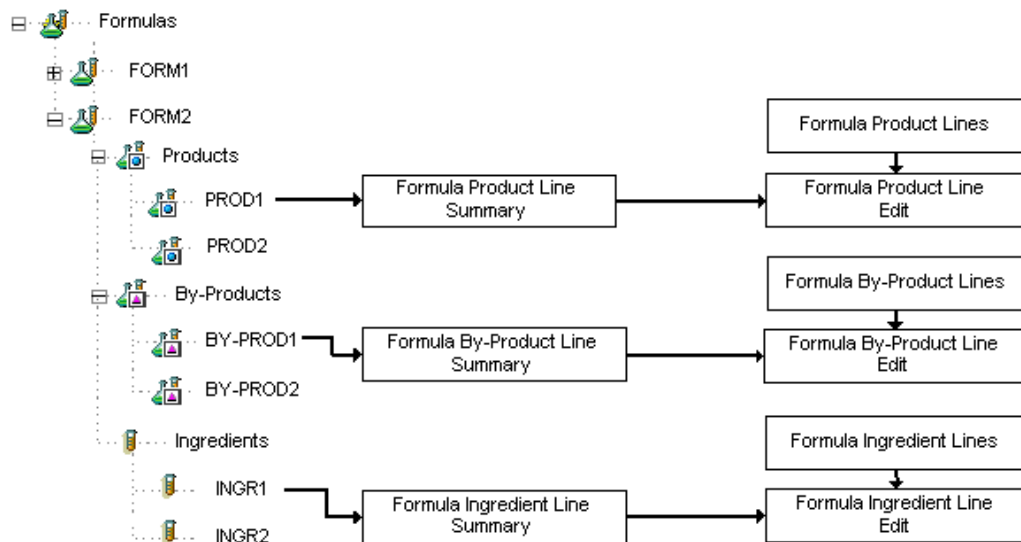 Formulas
FORM1
FORM2
Formula Product Lines
Products
PROD1
Formula Product Line
Summary
Formula Product Line
Edit
PROD2
Formula By-Product Lines
By-Products
BY-PROD1
Formula By-Product Line
Summary
Formula By-Product Line
Edit
BY-PROD2
Formula Ingredient Lines
Ingredients
INGR1
Formula Ingredient Line
Summary
Formula Ingredient Line
Edit
INGR2